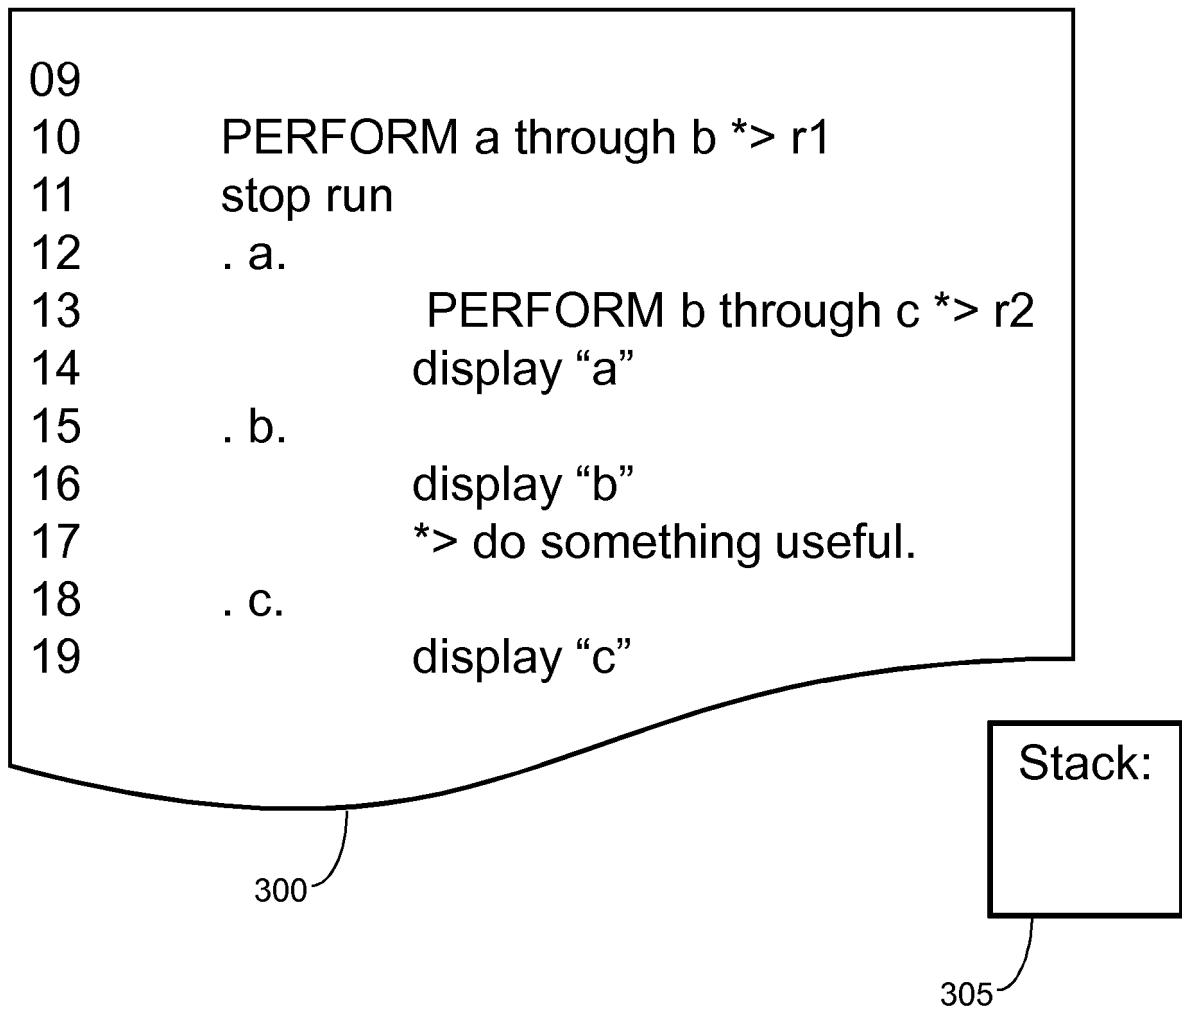 09
10 PERFORM a through b *> r1
11 stop run
12 . a.
13 PERFORM b through c *> r2
14 display “a”
15 . b.
16 display “b”
17 *> do something useful.
18 . c.
19 display “c”
Stack:
300
305